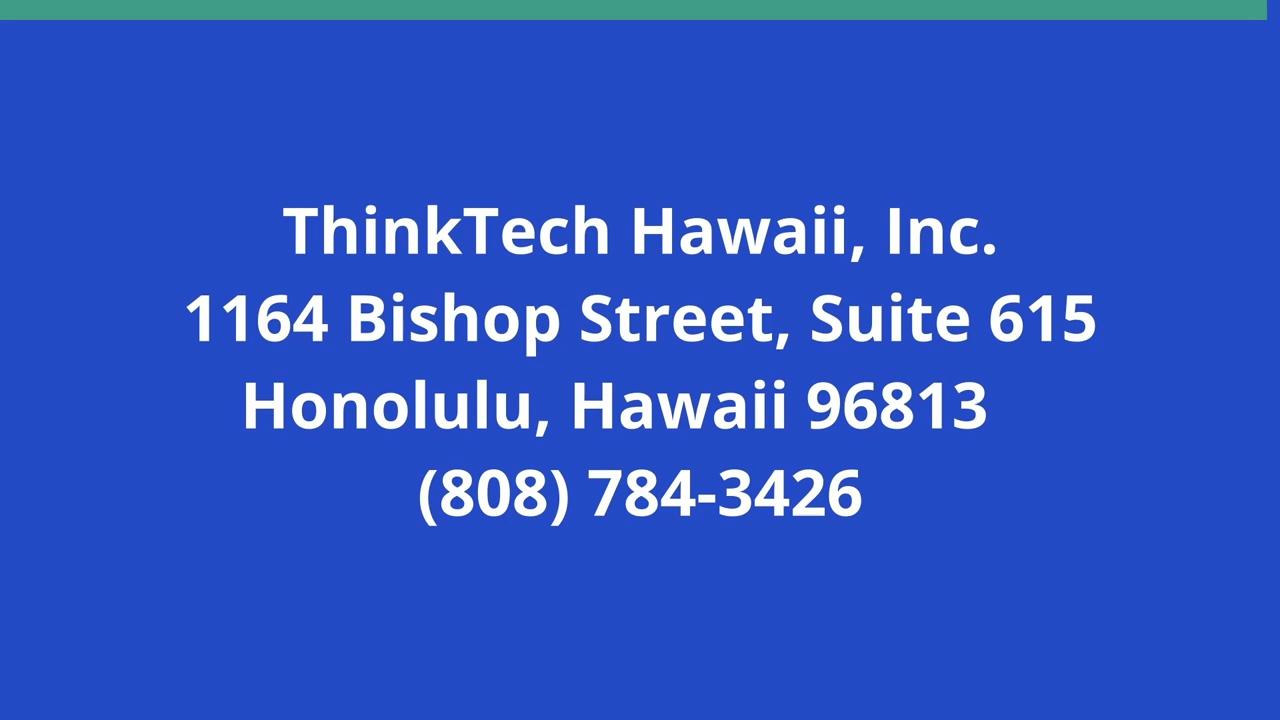 ThinkTech Hawaii, Inc.
1164 Bishop Street, Suite 615
Honolulu, Hawaii 96813
(808) 784-3426